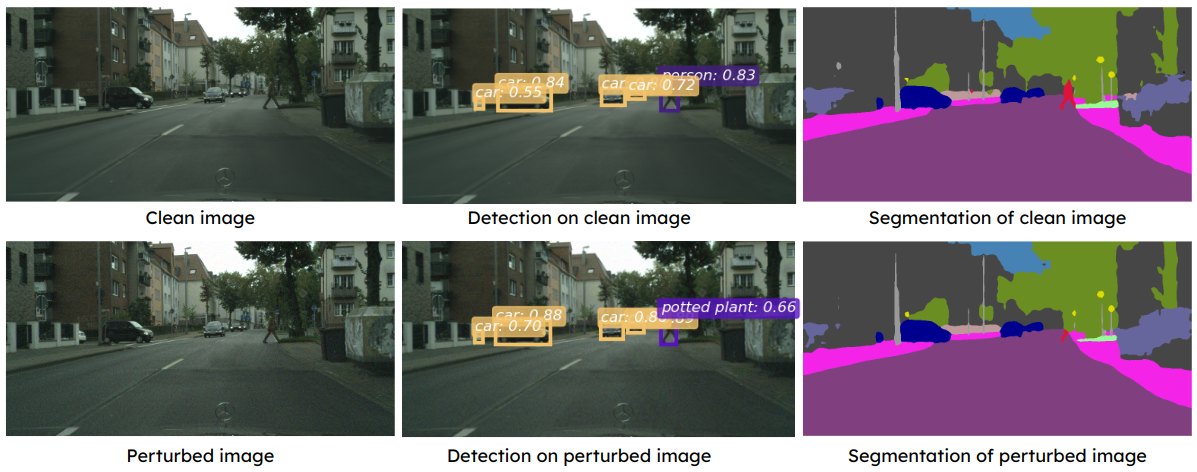 car: 0.84
person: 0.83
car: 0.55
car
car: 0.72
Clean image
Detection on clean image
Segmentation of clean image
potted plant: 0.66
car: 0.88
car: 0.70
car: 0.8
Perturbed image
Detection on perturbed image
Segmentation of perturbed image